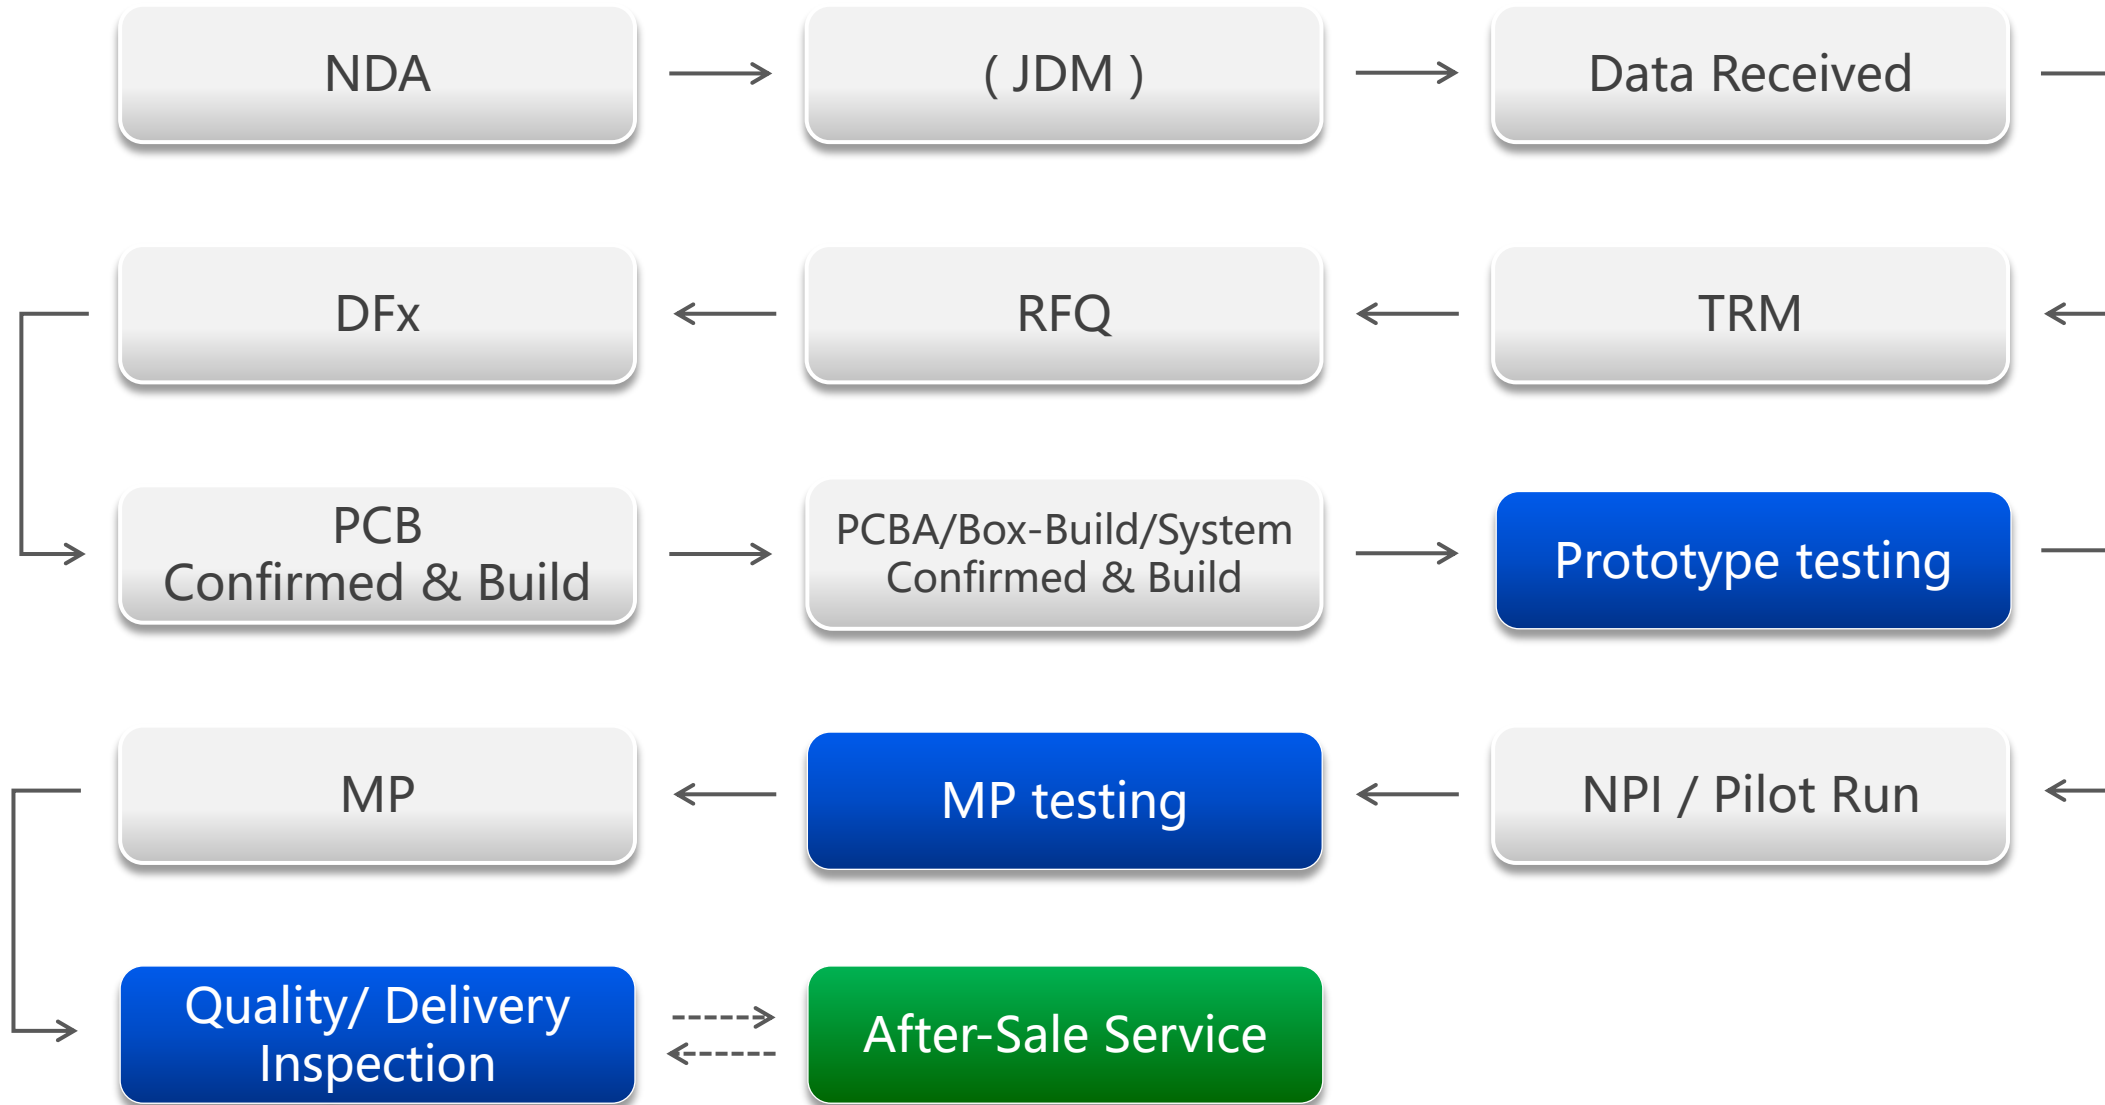 NDA
( JDM )
Data Received
DFx
RFQ
TRM
PCB
Confirmed & Build
PCBA/Box-Build/System
Confirmed & Build
Prototype testing
MP
MP testing
NPI / Pilot Run
Quality/ Delivery
Inspection
After-Sale Service